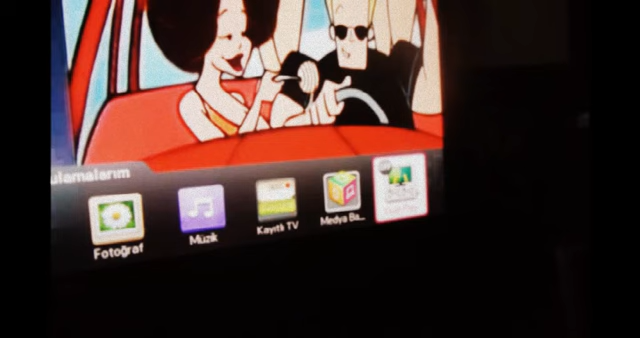 ulamalarım
Fotoğraf
Müzik
Kayıtlı TV
Medya Ba...